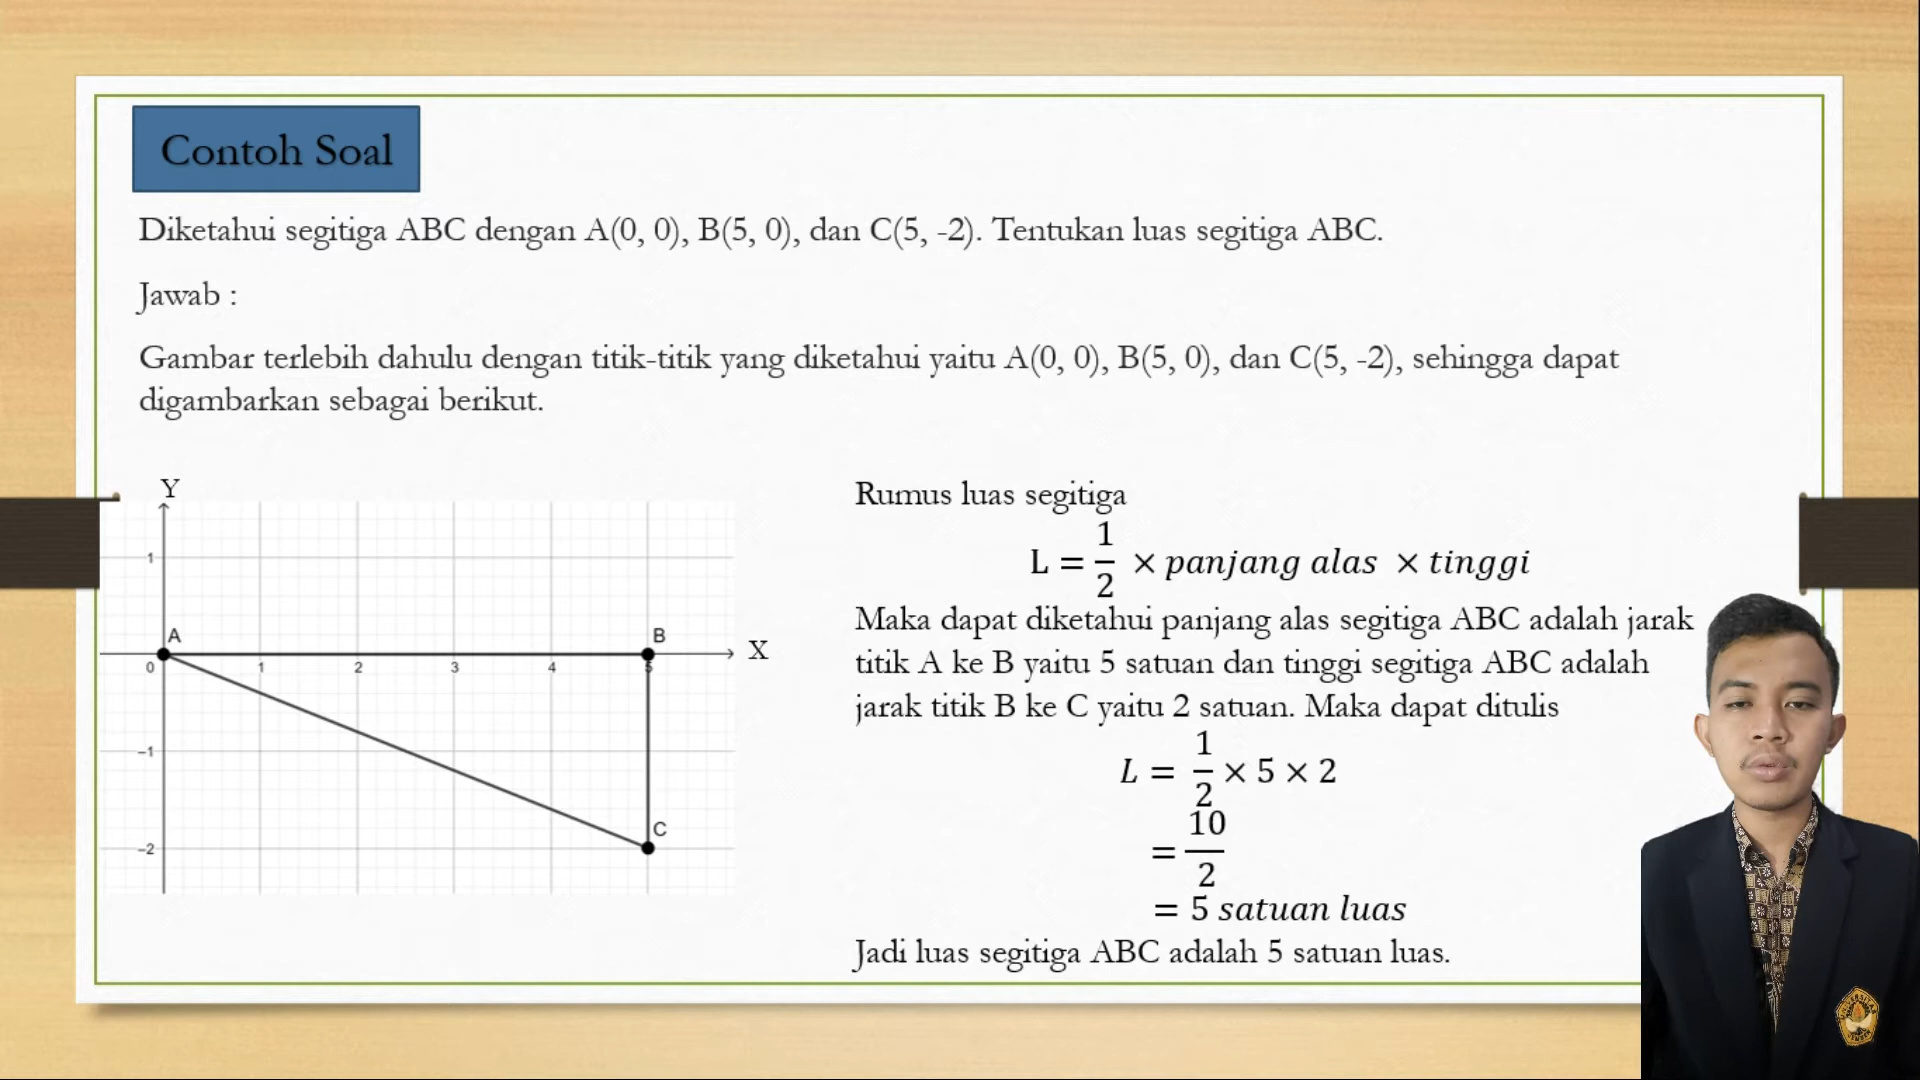 Contoh Soal
Diketahui segitiga ABC dengan A(0, 0), B(5, 0), dan C(5, -2). Tentukan luas segitiga ABC.
Jawab :
Gambar terlebih dahulu dengan titik-titik yang diketahui yaitu A(0, 0), B(5, 0), dan C(5, -2), sehingga dapat
digambarkan sebagai berikut.
Y
1
A
B
X
0 1 2 3 4 5
−1
C
−2
Rumus luas segitiga
L = 1/2 × panjang alas × tinggi
Maka dapat diketahui panjang alas segitiga ABC adalah jarak
titik A ke B yaitu 5 satuan dan tinggi segitiga ABC adalah
jarak titik B ke C yaitu 2 satuan. Maka dapat ditulis
L = 1/2 × 5 × 2
= 10/2
= 5 satuan luas
Jadi luas segitiga ABC adalah 5 satuan luas.